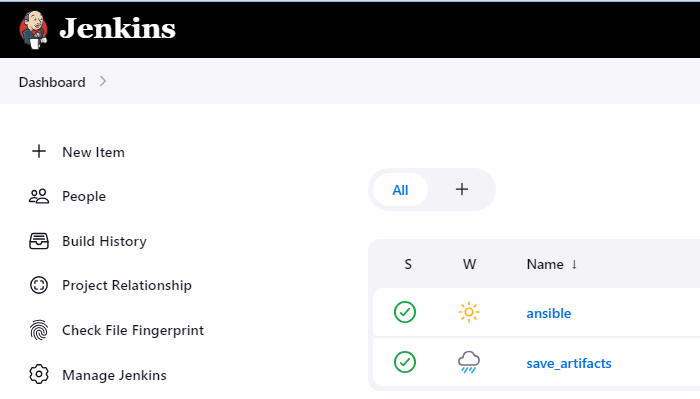 Jenkins
Dashboard
New Item
People
Build History
Project Relationship
Check File Fingerprint
Manage Jenkins
All
S W Name ↓
ansible
save_artifacts